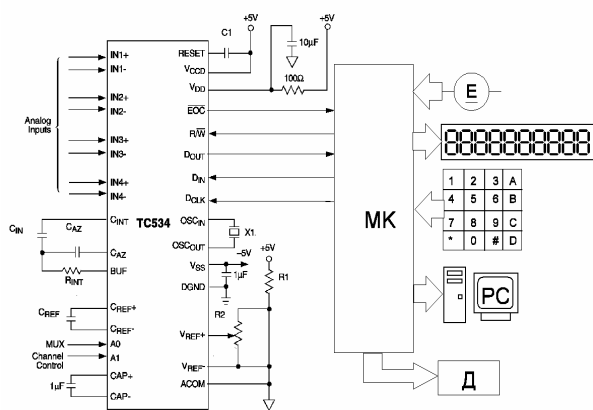 C1
+5V
+5V
10µF
100Ω
Analog
Inputs
IN1+
IN1-
IN2+
IN2-
IN3+
IN3-
IN4+
IN4-
CINT
CIN
CAZ
CAZ
RINT
BUF
CREF+
CREF
CREF-
MUX
Channel
Control
A0
A1
CAP+
1µF
CAP-
TC534
RESET
VCCD
VDD
EOC
R/W
DOUT
DIN
DCLK
OSCIN
X1.
OSCOUT
VSS
-5V
1µF
DGND
+5V
R1
R2
VREF+
VREF-
ACOM
МК
E
8888888888
1 2 3 A
4 5 6 B
7 8 9 C
* 0 # D
PC
Д